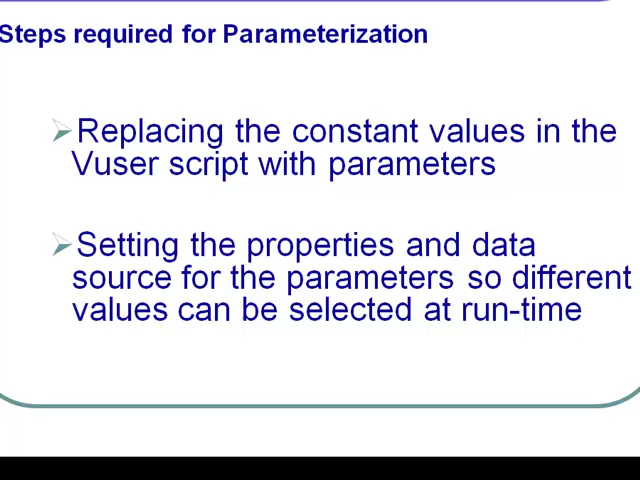 Steps required for Parameterization
Replacing the constant values in the
Vuser script with parameters
Setting the properties and data
source for the parameters so different
values can be selected at run-time